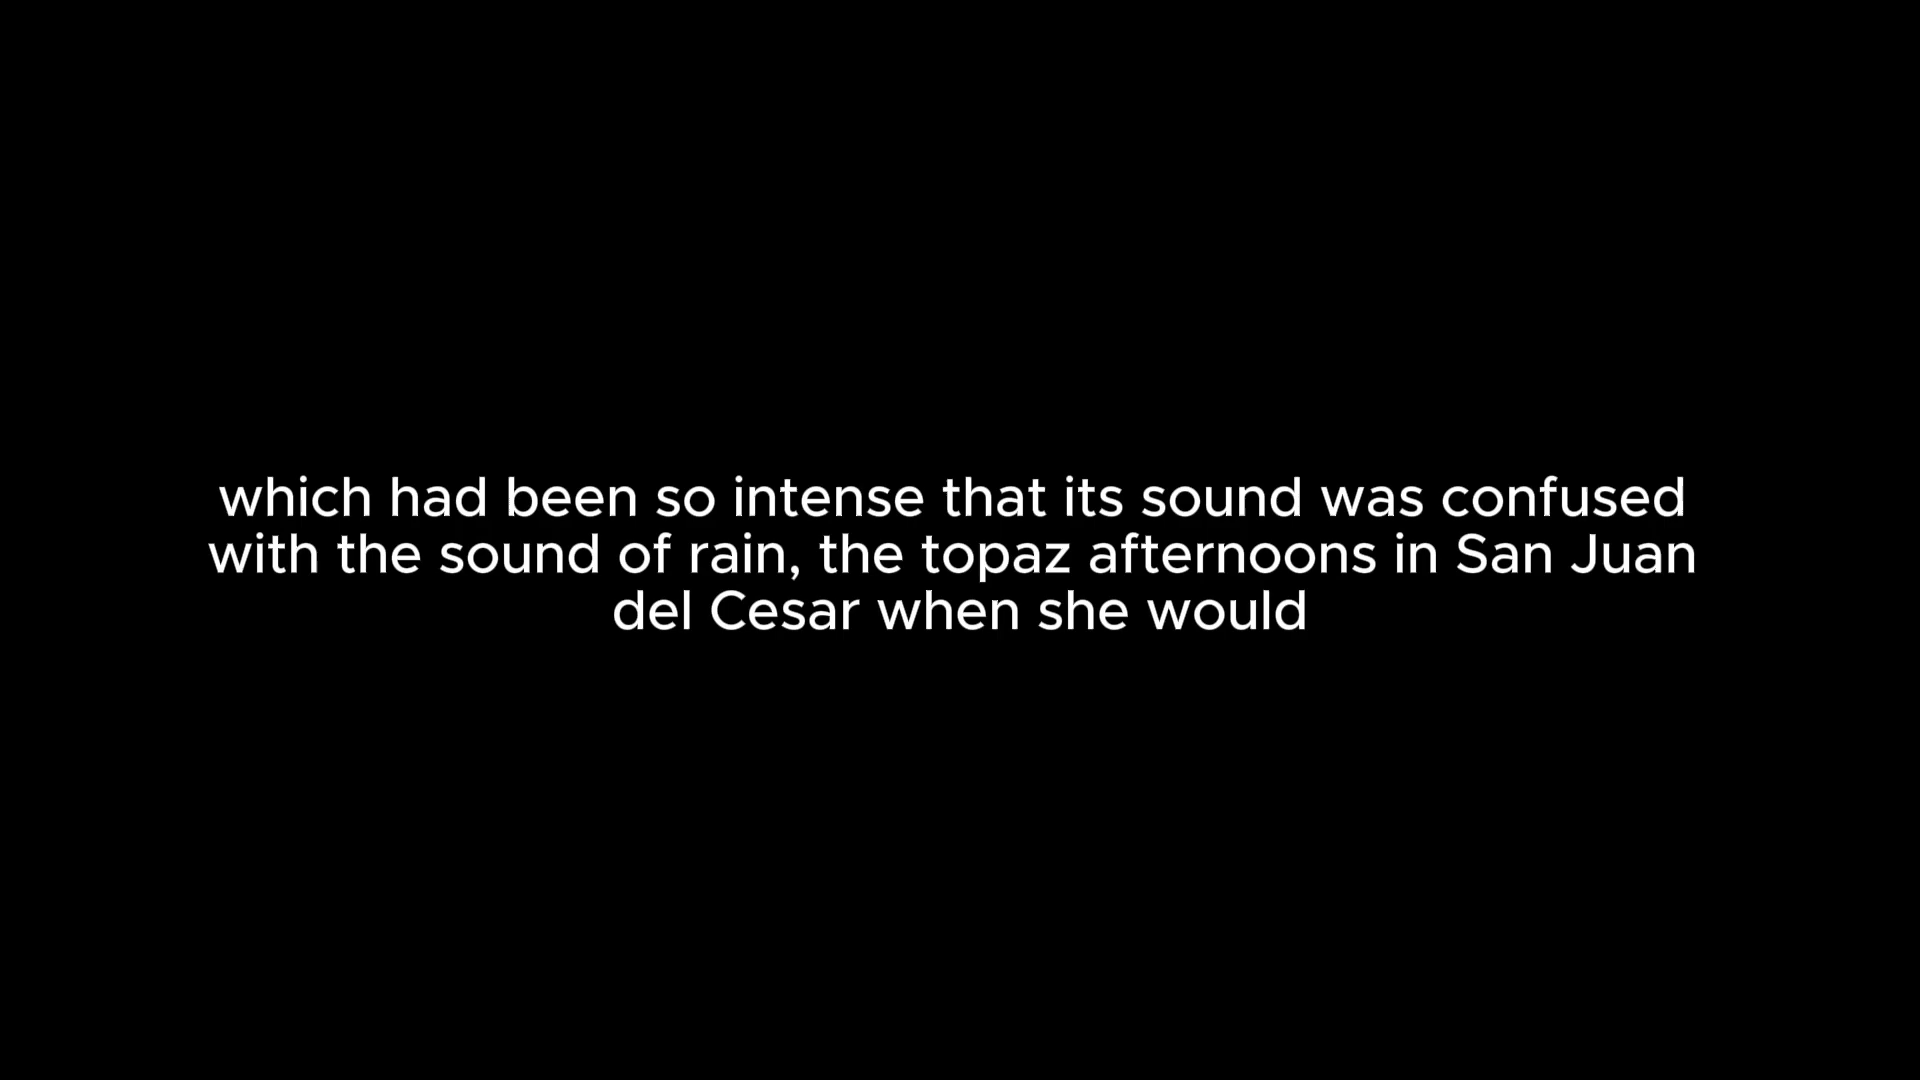 which had been so intense that its sound was confused
with the sound of rain, the topaz afternoons in San Juan
del Cesar when she would